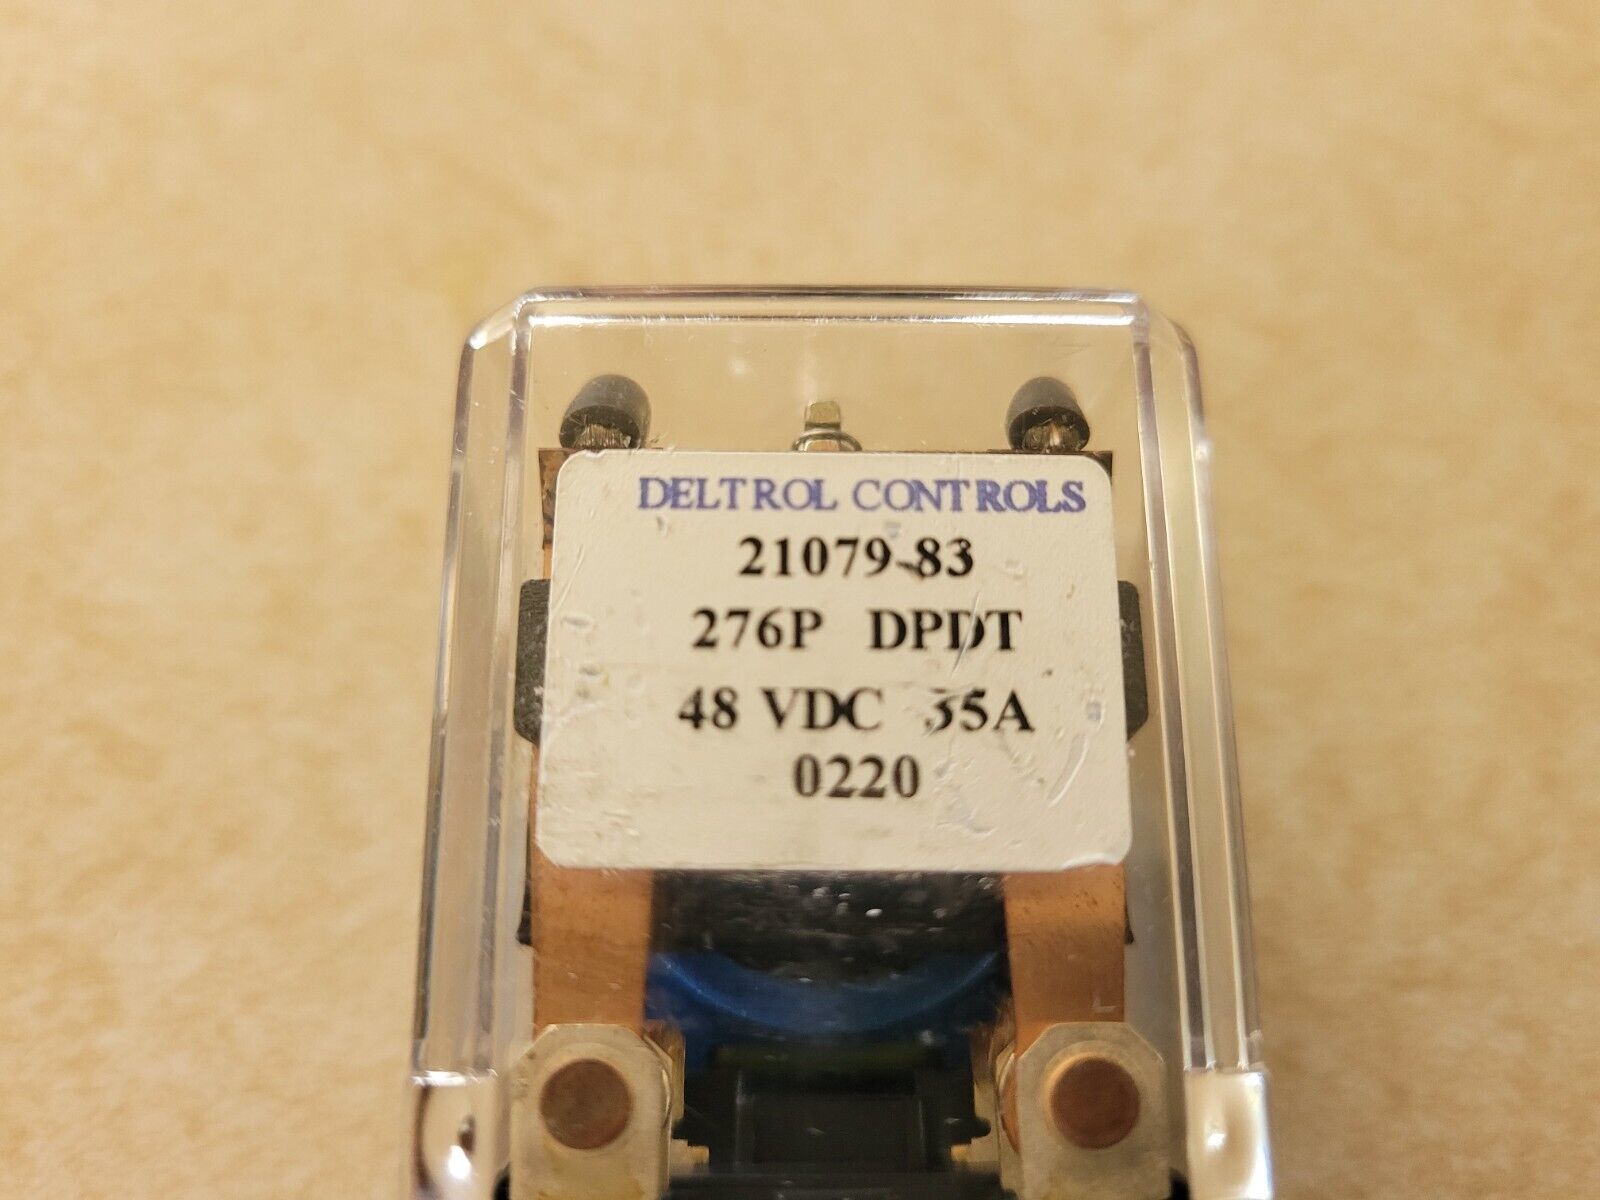 DELTROL CONTROLS
21079-83
276P DPDT
48 VDC 35A
0220